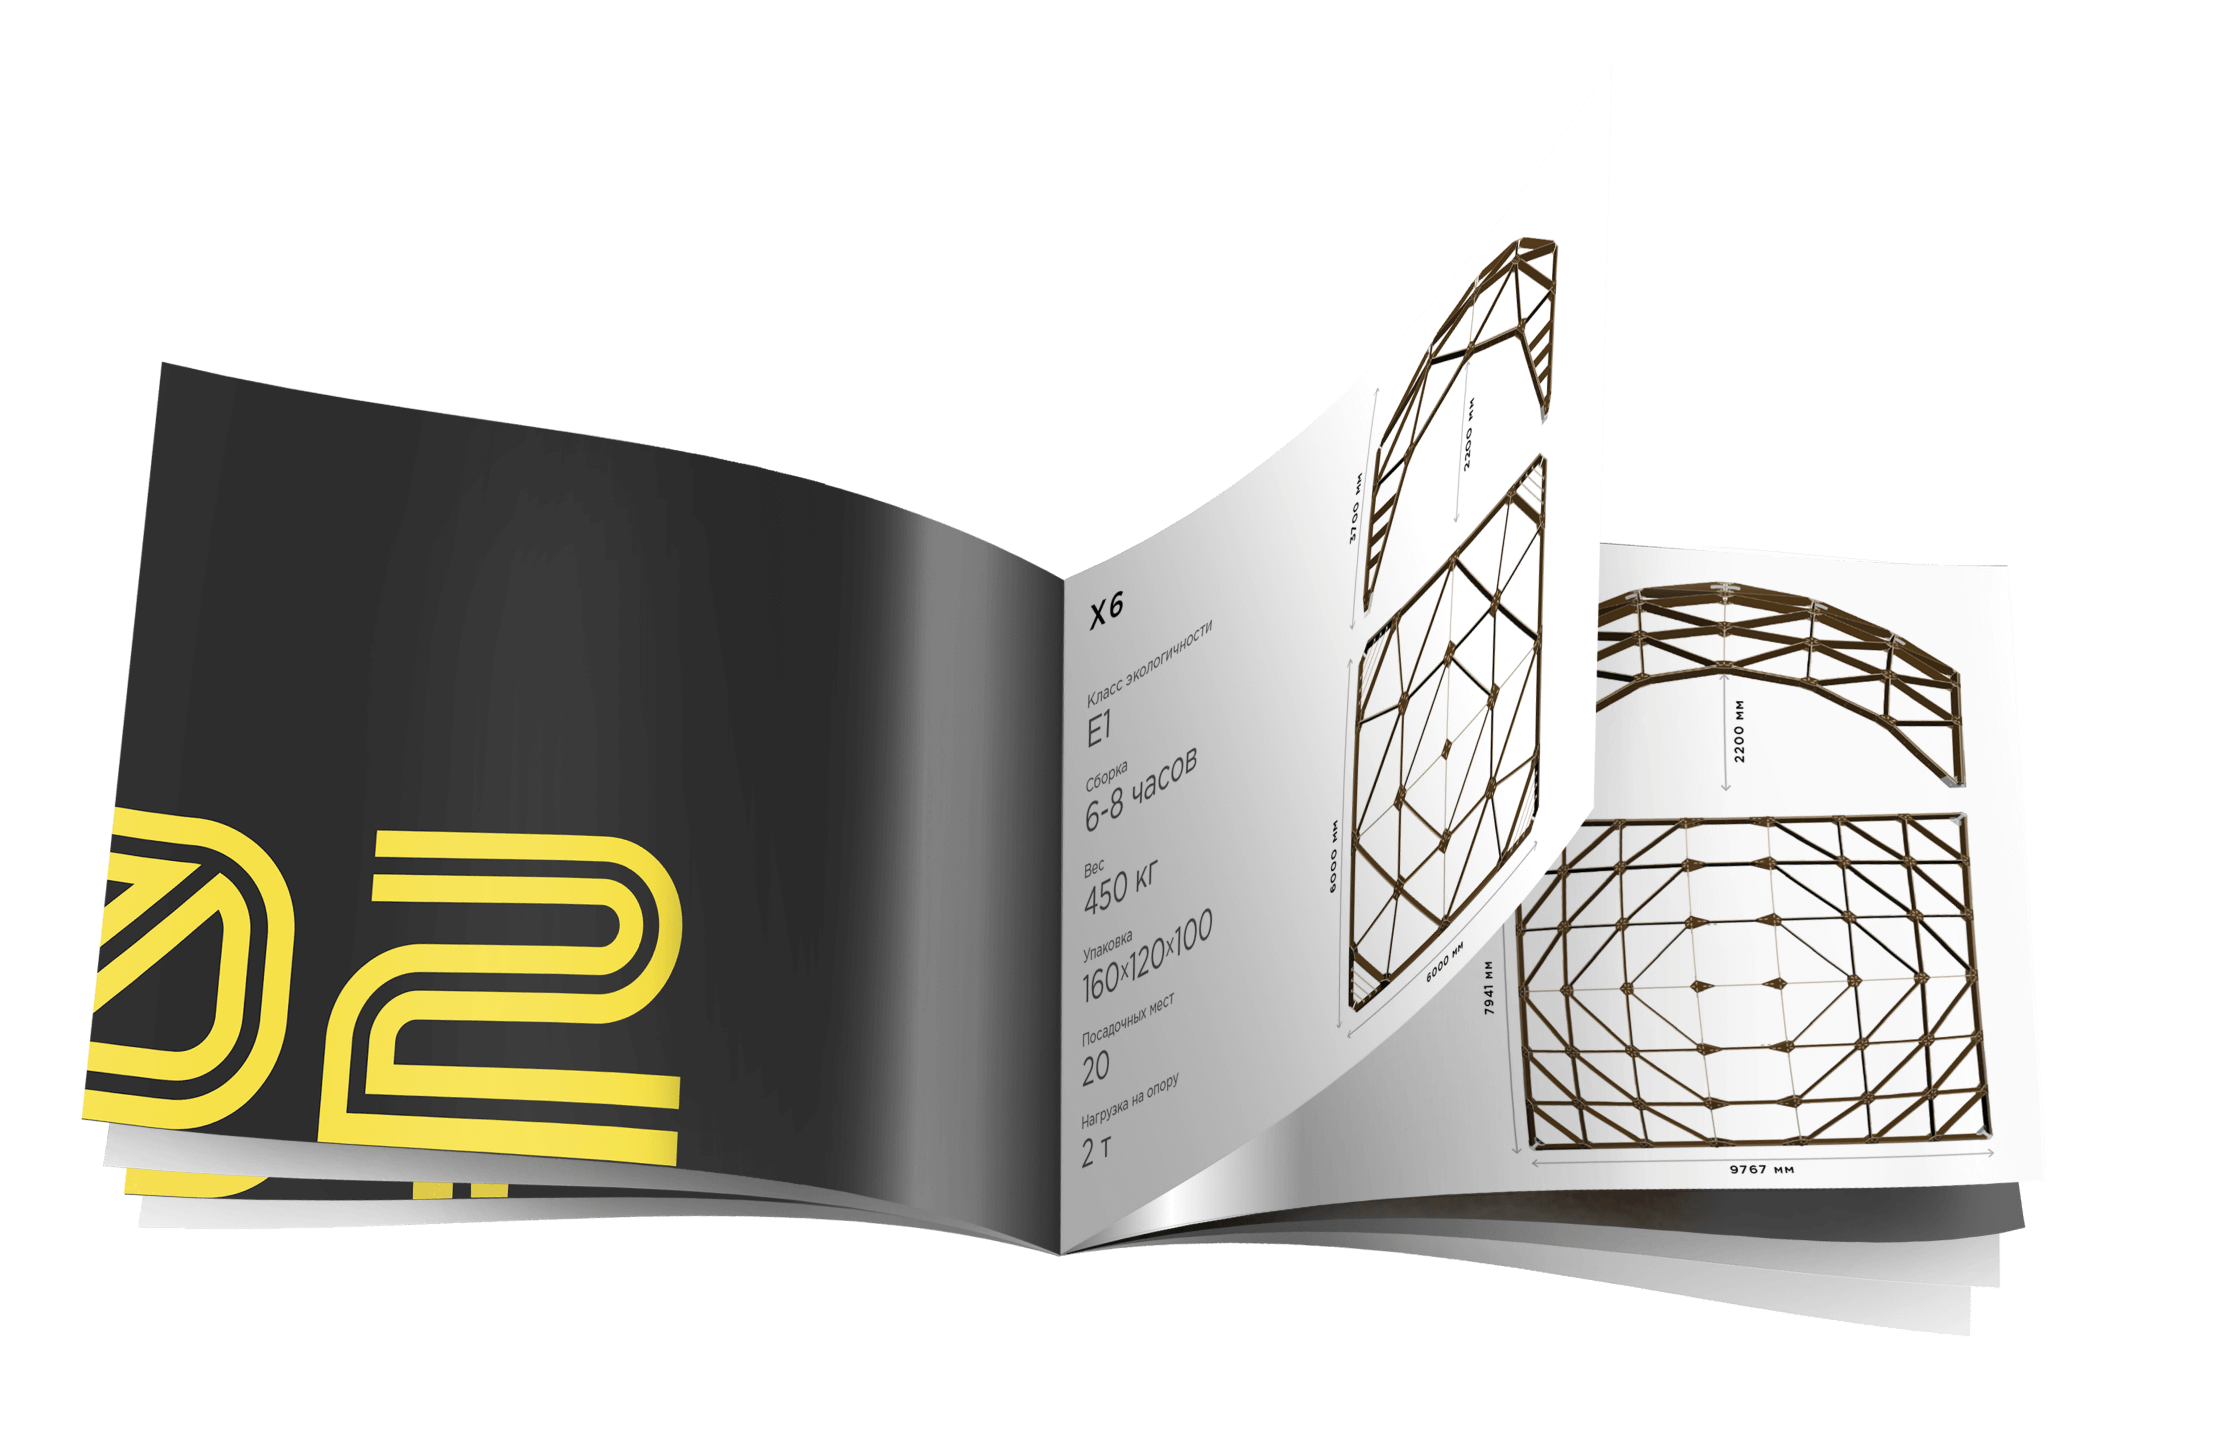 02
X6
Класс экологичности
E1
Сборка
6-8 часов
Вес
450 кг
Упаковка
160x120x100
Посадочных мест
20
Нагрузка на опору
2 т
3700 мм
2200 мм
6000 мм
6000 мм
2200 мм
7941 мм
9767 мм